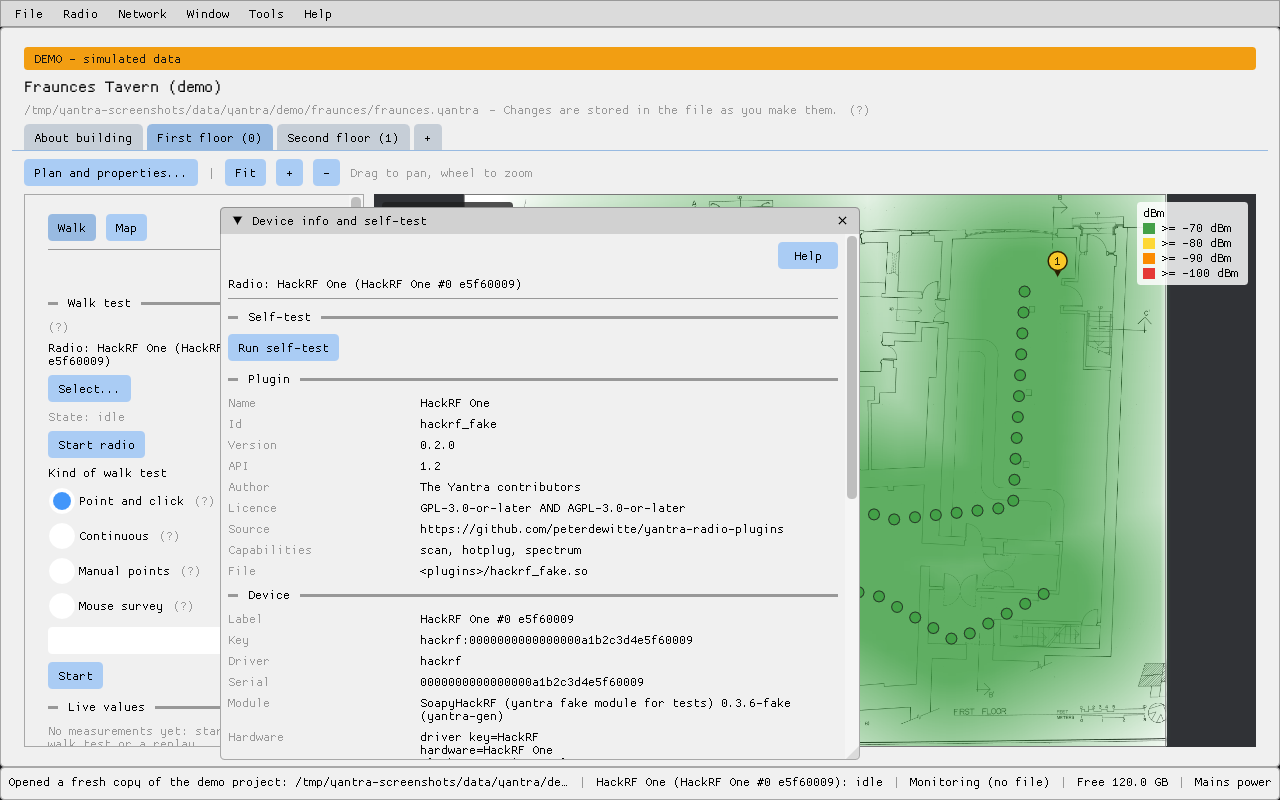 File Radio Network Window Tools Help
DEMO - simulated data
Fraunces Tavern (demo)
/tmp/yantra-screenshots/data/yantra/demo/fraunces/fraunces.yantra - Changes are stored in the file as you make them. (?)
About building First floor (0) Second floor (1) +
Plan and properties... | Fit + - Drag to pan, wheel to zoom
Walk Map
Walk test
(?)
Radio: HackRF One (HackRF
e5f60009)
Select...
State: idle
Start radio
Kind of walk test
Point and click (?)
Continuous (?)
Manual points (?)
Mouse survey (?)
Start
Live values
No measurements yet: star
walk test or a replay
Device info and self-test
Help
Radio: HackRF One (HackRF One #0 e5f60009)
Self-test
Run self-test
Plugin
Name HackRF One
Id hackrf_fake
Version 0.2.0
API 1.2
Author The Yantra contributors
Licence GPL-3.0-or-later AND AGPL-3.0-or-later
Source https://github.com/peterdewitte/yantra-radio-plugins
Capabilities scan, hotplug, spectrum
File <plugins>/hackrf_fake.so
Device
Label HackRF One #0 e5f60009
Key hackrf:0000000000000000a1b2c3d4e5f60009
Driver hackrf
Serial 0000000000000000a1b2c3d4e5f60009
Module SoapyHackRF (yantra fake module for tests) 0.3.6-fake
(yantra-gen)
Hardware driver key=HackRF
hardware=HackRF One
A
B
1
C'
B'
FIRST FLOOR
FEET
METERS
dBm
>= -70 dBm
>= -80 dBm
>= -90 dBm
>= -100 dBm
Opened a fresh copy of the demo project: /tmp/yantra-screenshots/data/yantra/de… | HackRF One (HackRF One #0 e5f60009): idle | Monitoring (no file) | Free 120.0 GB | Mains power